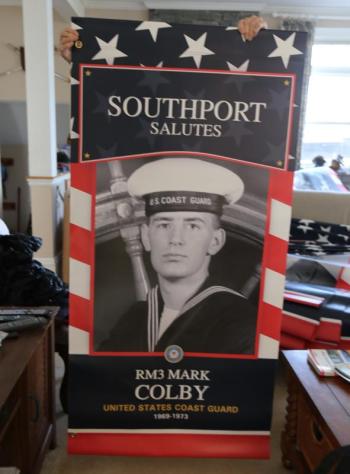 SOUTHPORT
SALUTES
U.S. COAST GUARD
RM3 MARK
COLBY
UNITED STATES COAST GUARD
1969-1973